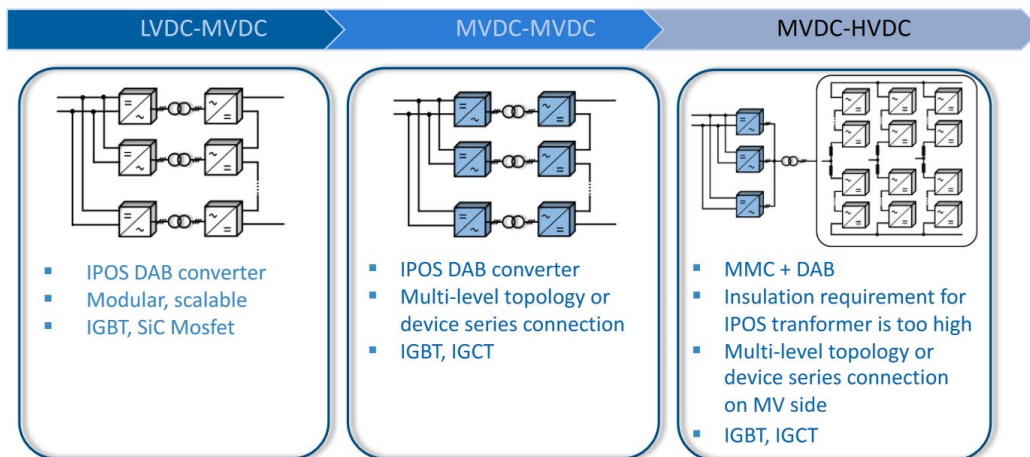 LVDC-MVDC
MVDC-MVDC
MVDC-HVDC
IPOS DAB converter
Modular, scalable
IGBT, SiC Mosfet
IPOS DAB converter
Multi-level topology or
device series connection
IGBT, IGCT
MMC + DAB
Insulation requirement for
IPOS tranformer is too high
Multi-level topology or
device series connection
on MV side
IGBT, IGCT